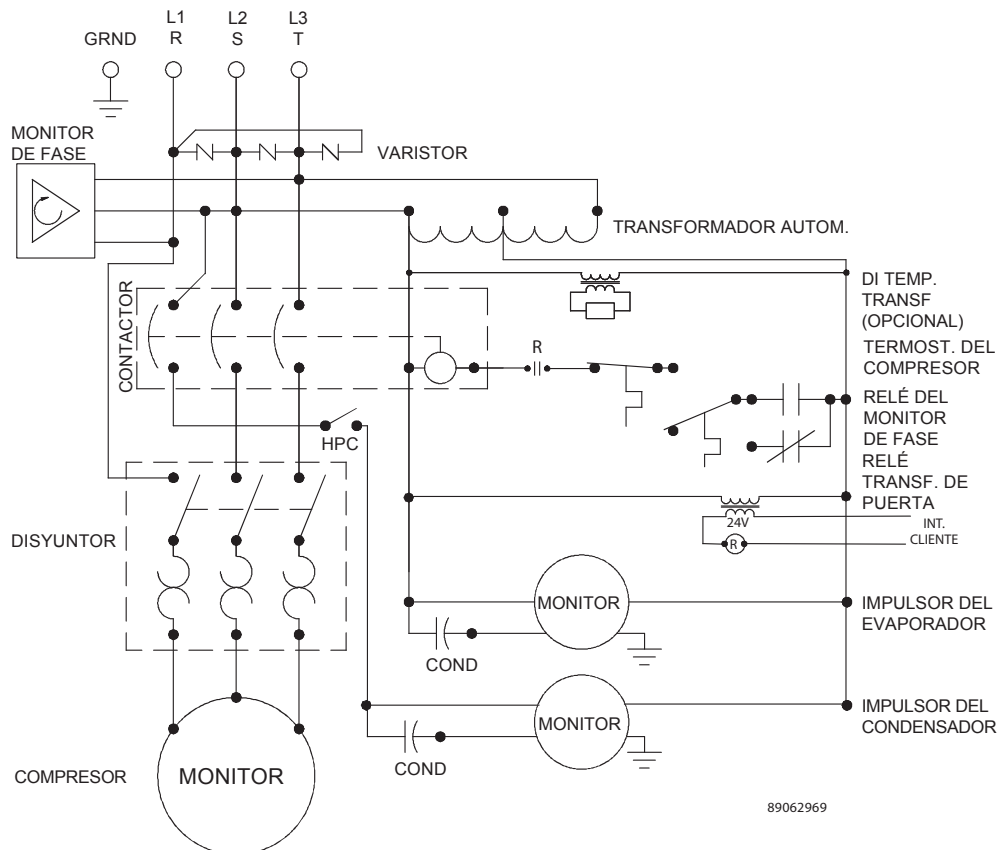 L1
R
L2
S
L3
T
GRND
MONITOR
DE FASE
VARISTOR
TRANSFORMADOR AUTOM.
CONTACTOR
DI TEMP.
TRANSF
(OPCIONAL)
TERMOST. DEL
COMPRESOR
R
RELÉ DEL
MONITOR
DE FASE
RELÉ
TRANSF. DE
PUERTA
HPC
24V
INT.
CLIENTE
R
DISYUNTOR
MONITOR
IMPULSOR DEL
EVAPORADOR
COND
MONITOR
IMPULSOR DEL
CONDENSADOR
COND
COMPRESOR
MONITOR
89062969